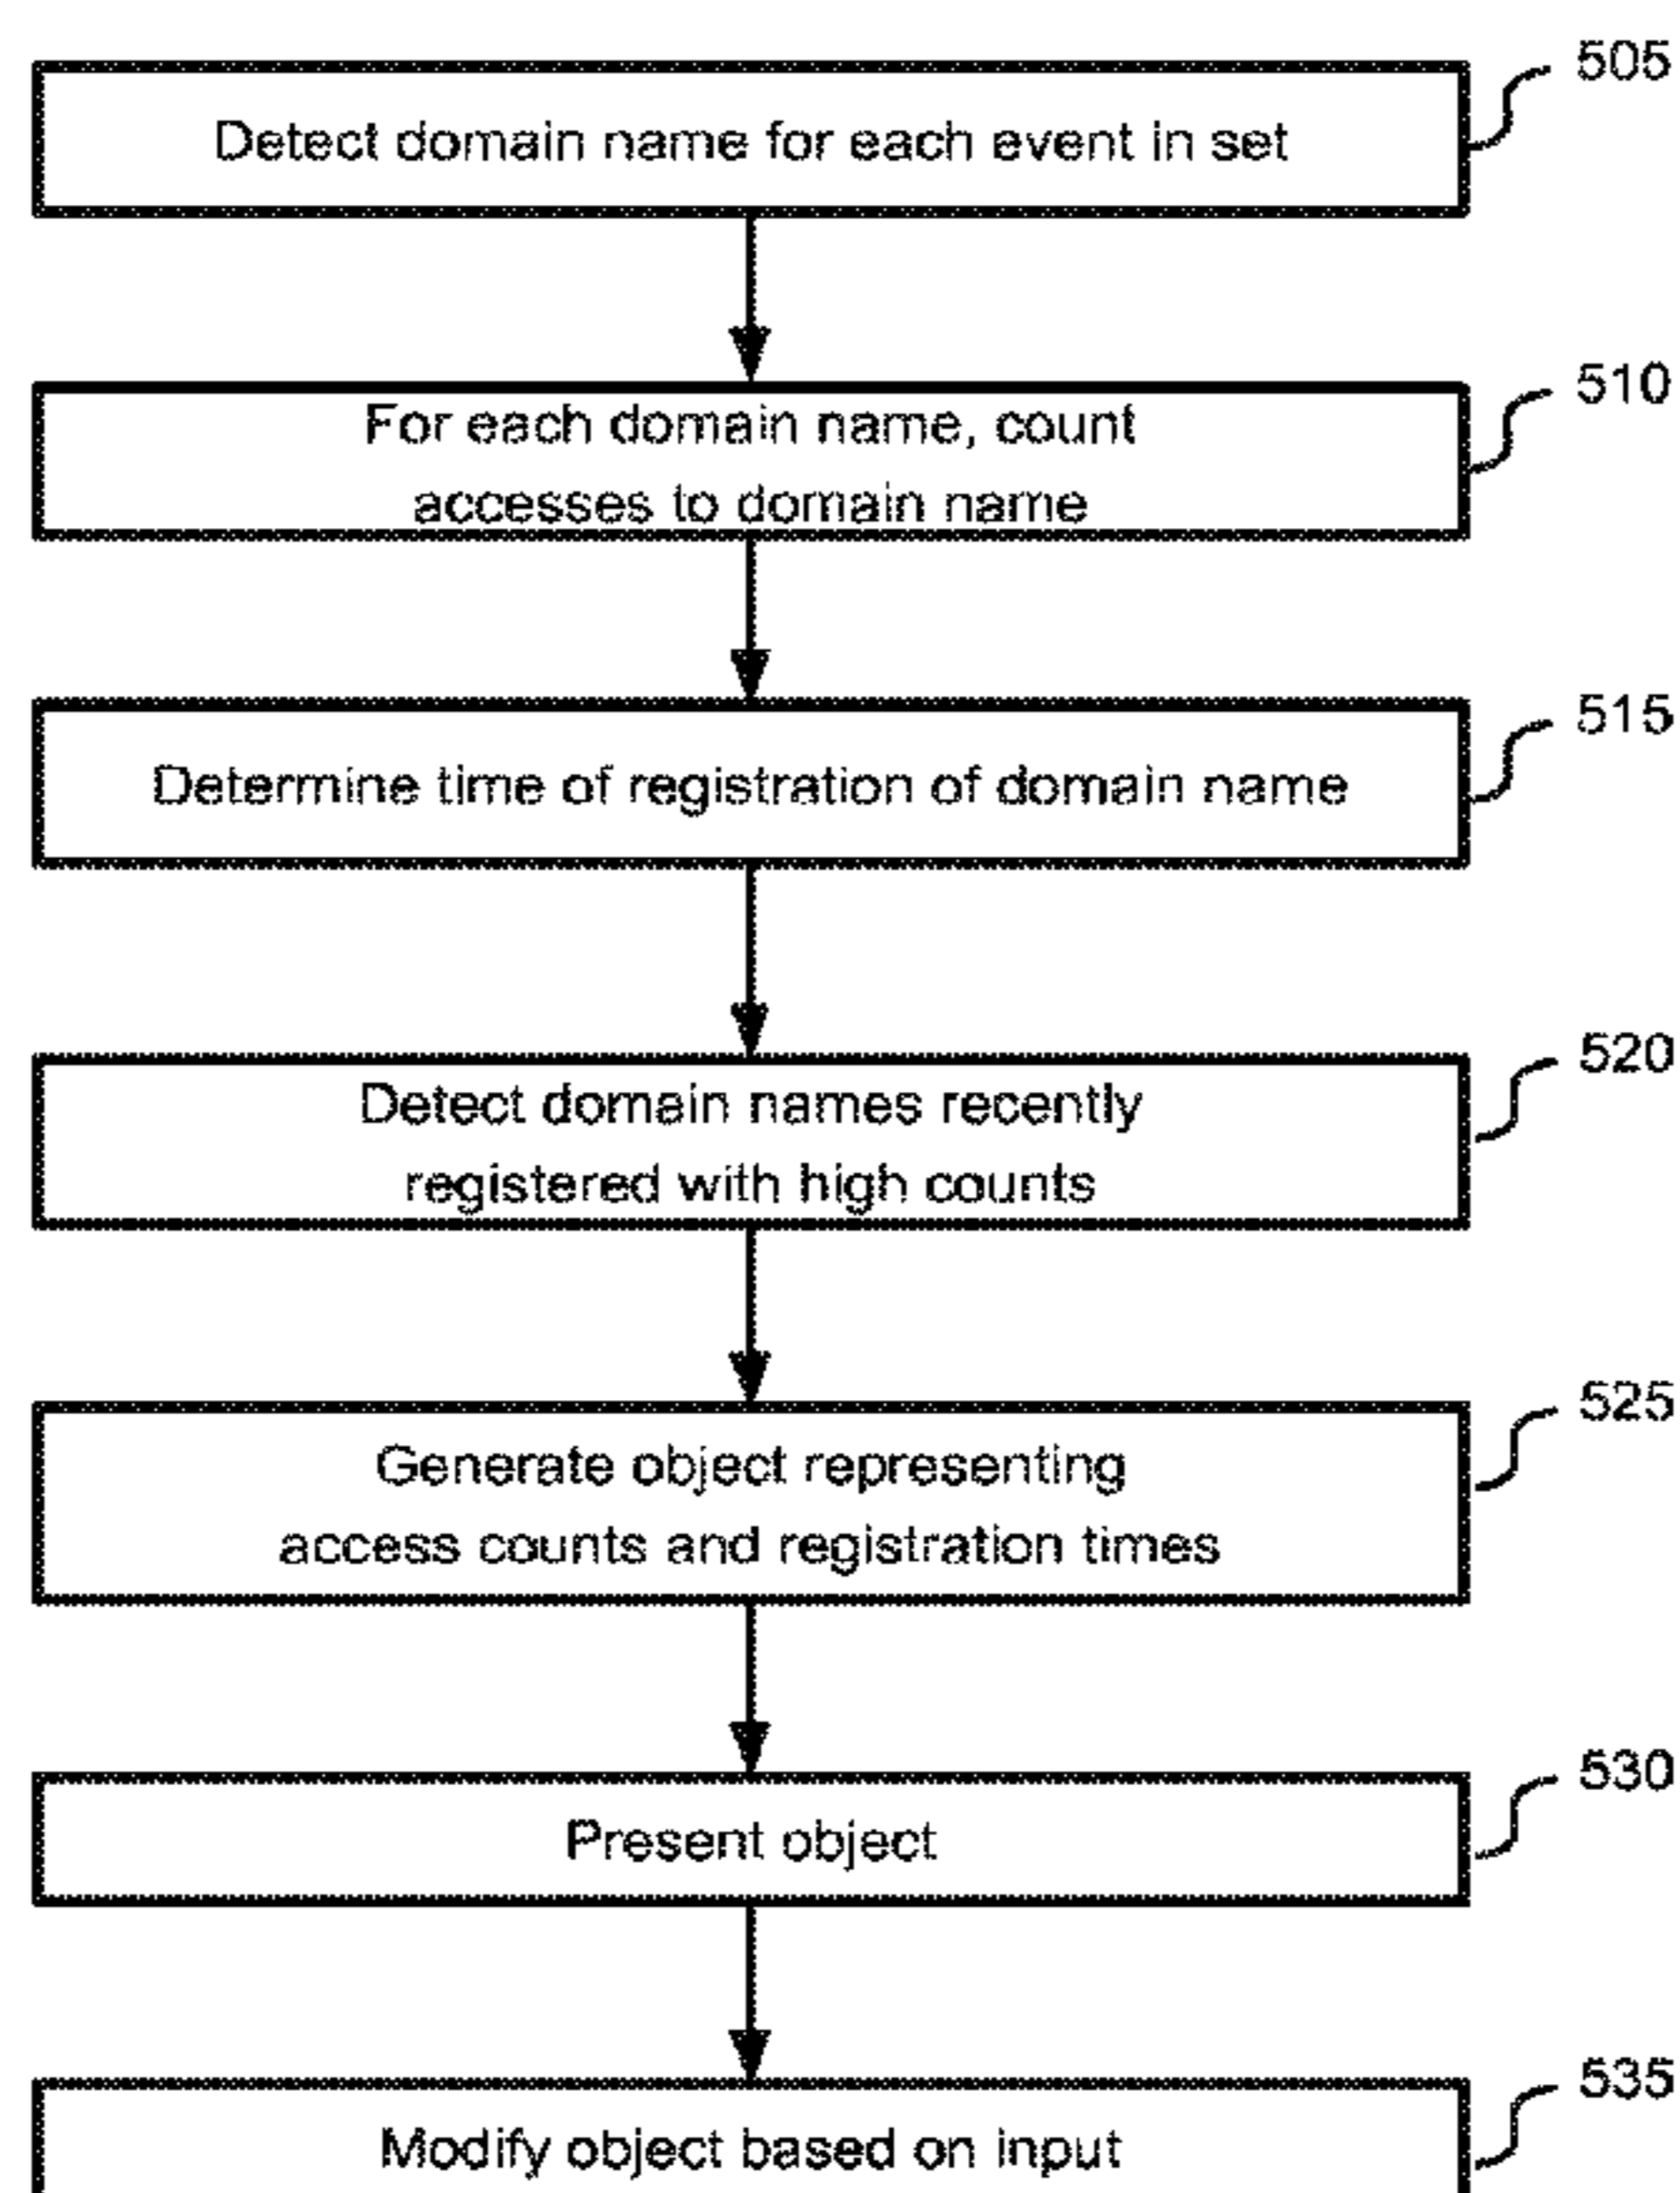 505
Detect domain name for each event in set
510
For each domain name, count
accesses to domain name
515
Determine time of registration of domain name
520
Detect domain names recently
registered with high counts
525
Generate object representing
access counts and registration times
530
Present object
535
Modify object based on input